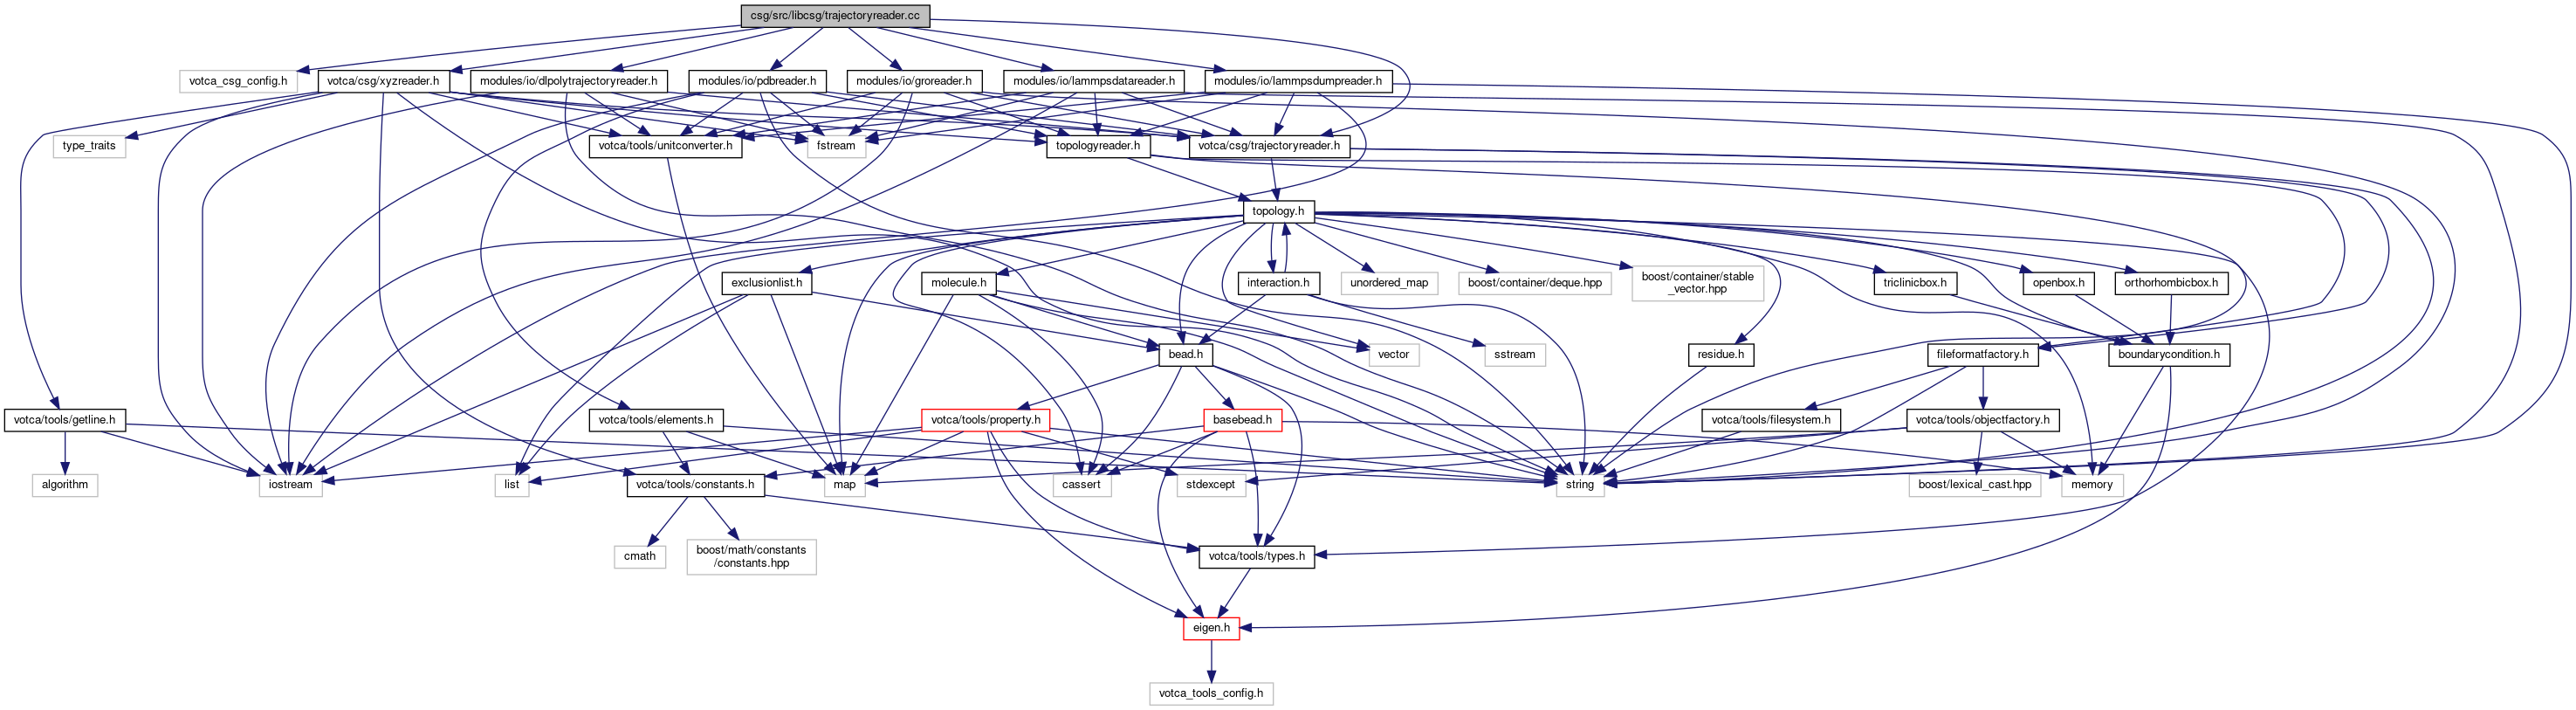 csg/src/libcsg/trajectoryreader.cc
votca_csg_config.h
votca/csg/xyzreader.h
modules/io/dlpolytrajectoryreader.h
modules/io/pdbreader.h
modules/io/groreader.h
modules/io/lammpsdatareader.h
modules/io/lammpsdumpreader.h
type_traits
votca/tools/unitconverter.h
fstream
topologyreader.h
votca/csg/trajectoryreader.h
topology.h
exclusionlist.h
molecule.h
interaction.h
unordered_map
boost/container/deque.hpp
boost/container/stable
_vector.hpp
triclinicbox.h
openbox.h
orthorhombicbox.h
bead.h
vector
sstream
residue.h
fileformatfactory.h
boundarycondition.h
votca/tools/getline.h
votca/tools/elements.h
votca/tools/property.h
basebead.h
votca/tools/filesystem.h
votca/tools/objectfactory.h
algorithm
iostream
list
votca/tools/constants.h
map
cassert
stdexcept
string
boost/lexical_cast.hpp
memory
cmath
boost/math/constants
/constants.hpp
votca/tools/types.h
eigen.h
votca_tools_config.h